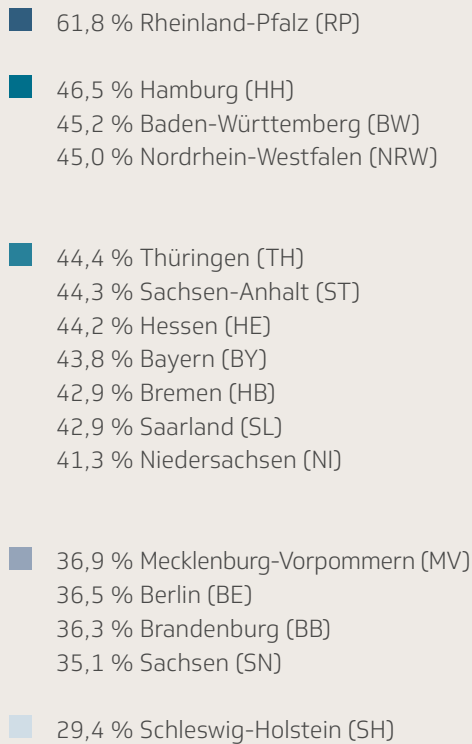 61,8 % Rheinland-Pfalz (RP)
46,5 % Hamburg (HH)
45,2 % Baden-Württemberg (BW)
45,0 % Nordrhein-Westfalen (NRW)
44,4 % Thüringen (TH)
44,3 % Sachsen-Anhalt (ST)
44,2 % Hessen (HE)
43,8 % Bayern (BY)
42,9 % Bremen (HB)
42,9 % Saarland (SL)
41,3 % Niedersachsen (NI)
36,9 % Mecklenburg-Vorpommern (MV)
36,5 % Berlin (BE)
36,3 % Brandenburg (BB)
35,1 % Sachsen (SN)
29,4 % Schleswig-Holstein (SH)